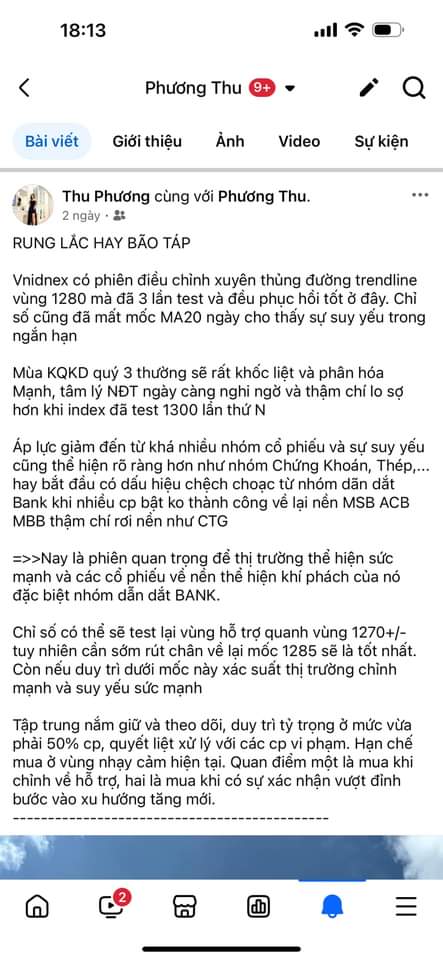 18:13
Phương Thu 9+
Bài viết Giới thiệu Ảnh Video Sự kiện
Thu Phương cùng với Phương Thu.
2 ngày ·
RUNG LẮC HAY BÃO TÁP
Vnidnex có phiên điều chỉnh xuyên thủng đường trendline
vùng 1280 mà đã 3 lần test và đều phục hồi tốt ở đây. Chỉ
số cũng đã mất mốc MA20 ngày cho thấy sự suy yếu trong
ngắn hạn
Mùa KQKD quý 3 thường sẽ rất khốc liệt và phân hóa
Mạnh, tâm lý NĐT ngày càng nghi ngờ và thậm chí lo sợ
hơn khi index đã test 1300 lần thứ N
Áp lực giảm đến từ khá nhiều nhóm cổ phiếu và sự suy yếu
cũng thể hiện rõ ràng hơn như nhóm Chứng Khoán, Thép,...
hay bắt đầu có dấu hiệu chệch choạc từ nhóm dẫn dắt
Bank khi nhiều cp bật ko thành công về lại nền MSB ACB
MBB thậm chí rơi nền như CTG
=>>Nay là phiên quan trọng để thị trường thể hiện sức
mạnh và các cổ phiếu về nền thể hiện khí phách của nó
đặc biệt nhóm dẫn dắt BANK.
Chỉ số có thể sẽ test lại vùng hỗ trợ quanh vùng 1270+/-
tuy nhiên cần sớm rút chân về lại mốc 1285 sẽ là tốt nhất.
Còn nếu duy trì dưới mốc này xác suất thị trường chỉnh
mạnh và suy yếu sức mạnh
Tập trung nắm giữ và theo dõi, duy trì tỷ trọng ở mức vừa
phải 50% cp, quyết liệt xử lý với các cp vi phạm. Hạn chế
mua ở vùng nhạy cảm hiện tại. Quan điểm một là mua khi
chỉnh về hỗ trợ, hai là mua khi có sự xác nhận vượt đỉnh
bước vào xu hướng tăng mới.
---------------------------------------------
2